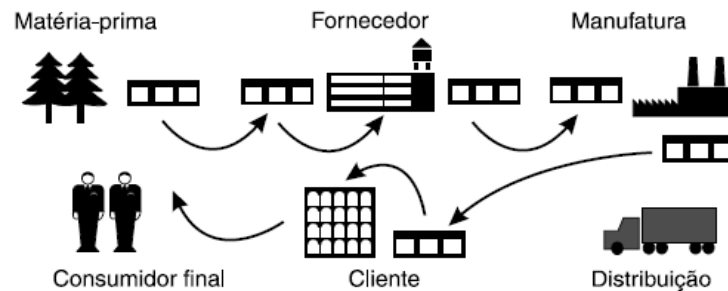 Matéria-prima
Fornecedor
Manufatura
Consumidor final
Cliente
Distribuição